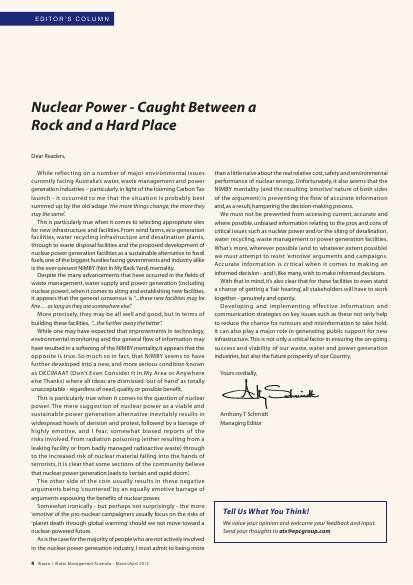 EDITOR'S COLUMN
Nuclear Power - Caught Between a
Rock and a Hard Place
Dear Readers,
While reflecting on a number of major environmental issues
currently facing Australia's water, waste management and power
generation industries – particularly in light of the looming Carbon Tax
launch - it occurred to me that the situation is probably best
summed up by the old adage 'the more things change, the more they
stay the same'.
This is particularly true when it comes to selecting appropriate sites
for new infrastructure and facilities. From wind farms, eco-generation
facilities, water recycling infrastructure and desalination plants,
through to waste disposal facilities and the proposed development of
nuclear power generation facilities as a sustainable alternative to fossil
fuels, one of the biggest hurdles facing governments and industry alike
is the ever-present NIMBY (Not In My Back Yard) mentality.
Despite the many advancements that have occurred in the fields of
waste management, water supply and power generation (including
nuclear power), when it comes to siting and establishing new facilities,
it appears that the general consensus is "...these new facilities may be
fine.... as long as they are somewhere else".
More precisely, they may be all well and good, but in terms of
building these facilities, "...the further away the better".
While one may have expected that improvements in technology,
environmental monitoring and the general flow of information may
have resulted in a softening of the NIMBY mentality, it appears that the
opposite is true. So much so in fact, that NIMBY seems to have
further developed into a new, and more serious condition known
as DECIMAAT (Don't Even Consider It in My Area or Anywhere
else Thanks) where all ideas are dismissed 'out of hand' as totally
unacceptable - regardless of need, quality or possible benefit.
This is particularly true when it comes to the question of nuclear
power. The mere suggestion of nuclear power as a viable and
sustainable power generation alternative inevitably results in
widespread howls of derision and protest, followed by a barrage of
highly emotive, and I fear, somewhat biased reports of the
risks involved. From radiation poisoning (either resulting from a
leaking facility or from badly managed radioactive waste) through
to the increased risk of nuclear material falling into the hands of
terrorists, it is clear that some sections of the community believe
that nuclear power generation leads to 'certain and rapid doom'.
The other side of the coin usually results in these negative
arguments being 'countered' by an equally emotive barrage of
arguments espousing the benefits of nuclear power.
Somewhat ironically - but perhaps not surprisingly - the more
'emotive' of the pro-nuclear campaigners usually focus on the risks of
'planet death through global warming' should we not move toward a
nuclear-powered future.
As is the case for the majority of people who are not actively involved
in the nuclear power generation industry, I must admit to being more
than a little naive about the real relative cost, safety and environmental
performance of nuclear energy. Unfortunately, it also seems that the
NIMBY mentality (and the resulting 'emotive' nature of both sides
of the argument) is preventing the flow of accurate information
and, as a result, hampering the decision-making process.
We must not be prevented from accessing current, accurate and
where possible, unbiased information relating to the pros and cons of
critical issues such as nuclear power and/or the siting of desalination,
water recycling, waste management or power generation facilities.
What's more, wherever possible (and to whatever extent possible)
we must attempt to resist 'emotive' arguments and campaigns.
Accurate information is critical when it comes to making an
informed decision - and I, like many, wish to make informed decisions.
With that in mind, it's also clear that for these facilities to even stand
a chance of getting a 'fair hearing', all stakeholders will have to work
together - genuinely and openly.
Developing and implementing effective information and
communication strategies on key issues such as these not only help
to reduce the chance for rumours and misinformation to take hold,
it can also play a major role in generating public support for new
infrastructure. This is not only a critical factor in ensuring the on-going
success and viability of our waste, water and power generation
industries, but also the future prosperity of our Country.
Yours cordially,
Anthony T Schmidt
Managing Editor
Tell Us What You Think!
We value your opinion and welcome your feedback and input.
Send your thoughts to ats@epcgroup.com
4 Waste + Water Management Australia - March/April 2012